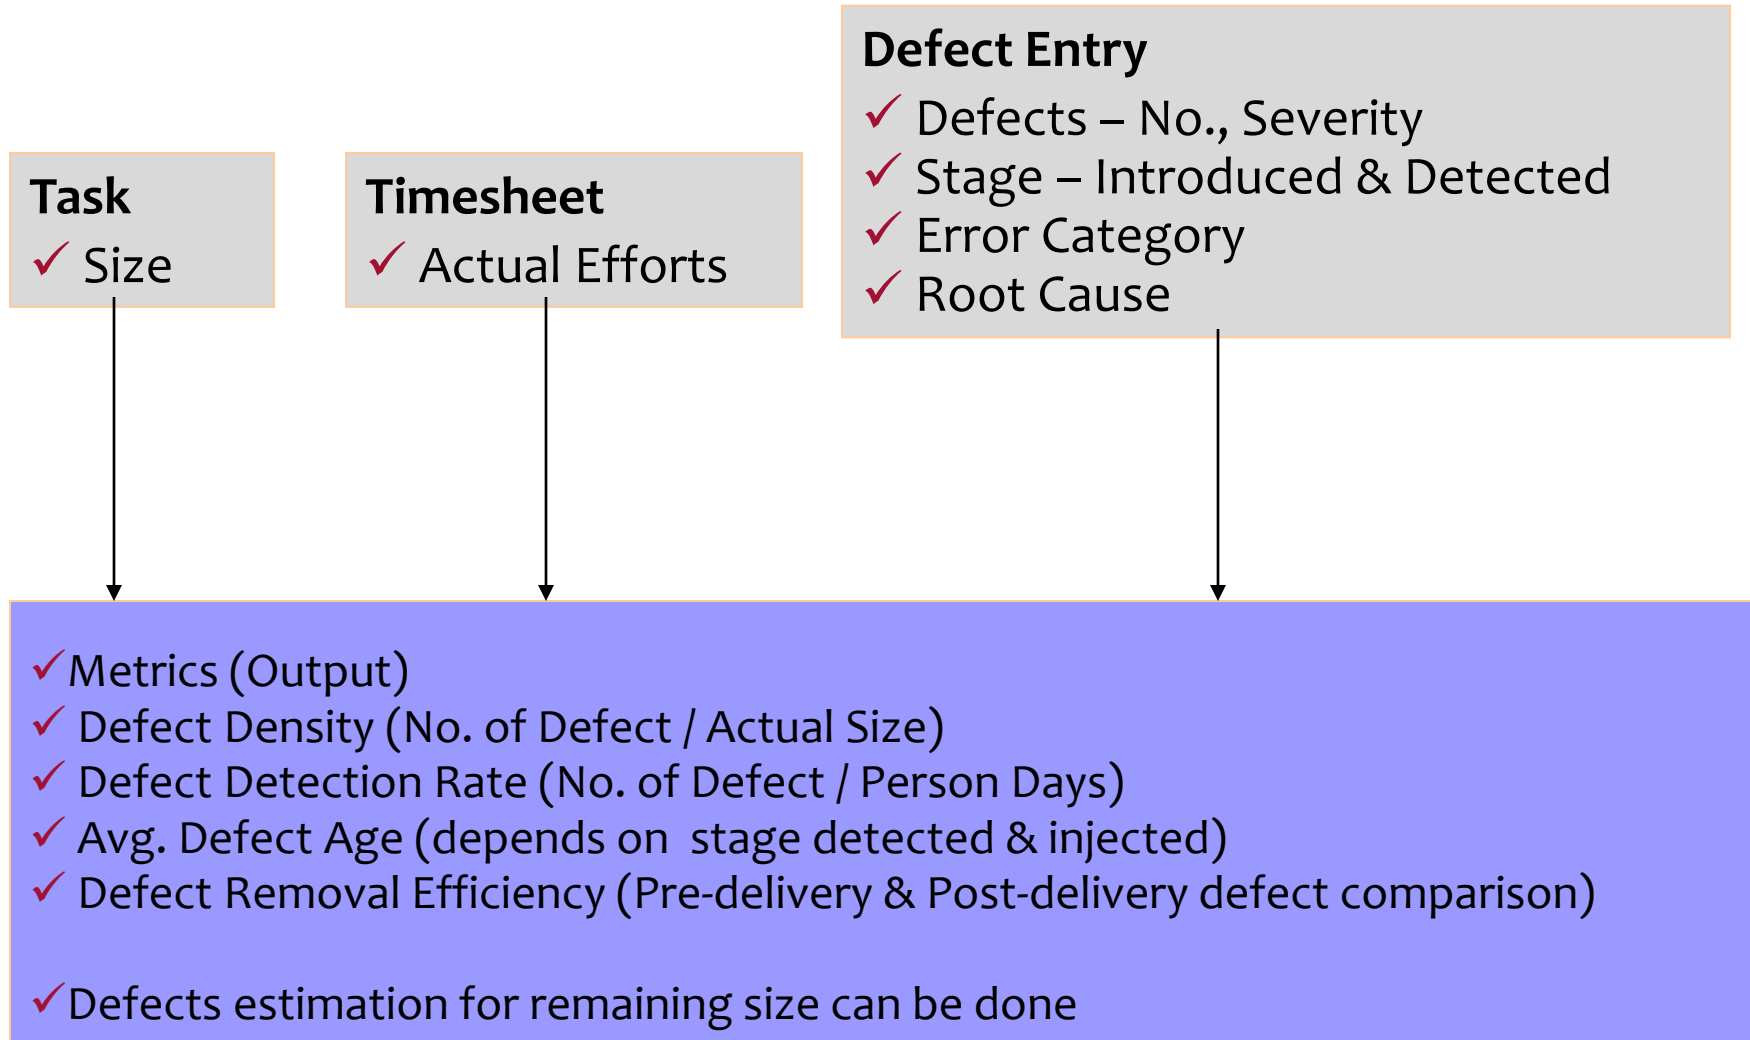 Defect Entry
✓ Defects – No., Severity
✓ Stage – Introduced & Detected
✓ Error Category
✓ Root Cause
Task
✓ Size
Timesheet
✓ Actual Efforts
✓Metrics (Output)
✓ Defect Density (No. of Defect / Actual Size)
✓ Defect Detection Rate (No. of Defect / Person Days)
✓ Avg. Defect Age (depends on  stage detected & injected)
✓ Defect Removal Efficiency (Pre-delivery & Post-delivery defect comparison)
✓Defects estimation for remaining size can be done